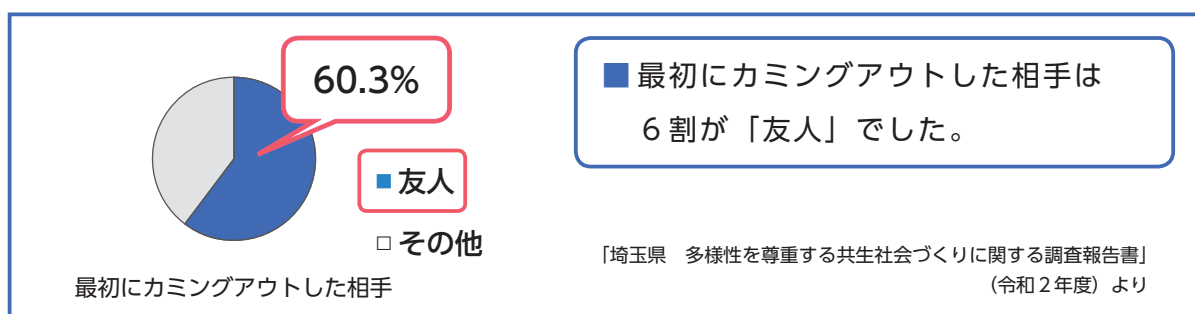 60.3%
■友人
□その他
最初にカミングアウトした相手
■最初にカミングアウトした相手は
６割が「友人」でした。
「埼玉県　多様性を尊重する共生社会づくりに関する調査報告書」
（令和２年度）より